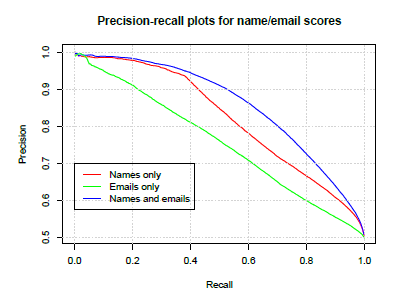 Precision-recall plots for name/email scores
Precision
1.0
0.9
0.8
0.7
0.6
0.5
Names only
Emails only
Names and emails
0.0 0.2 0.4 0.6 0.8 1.0
Recall